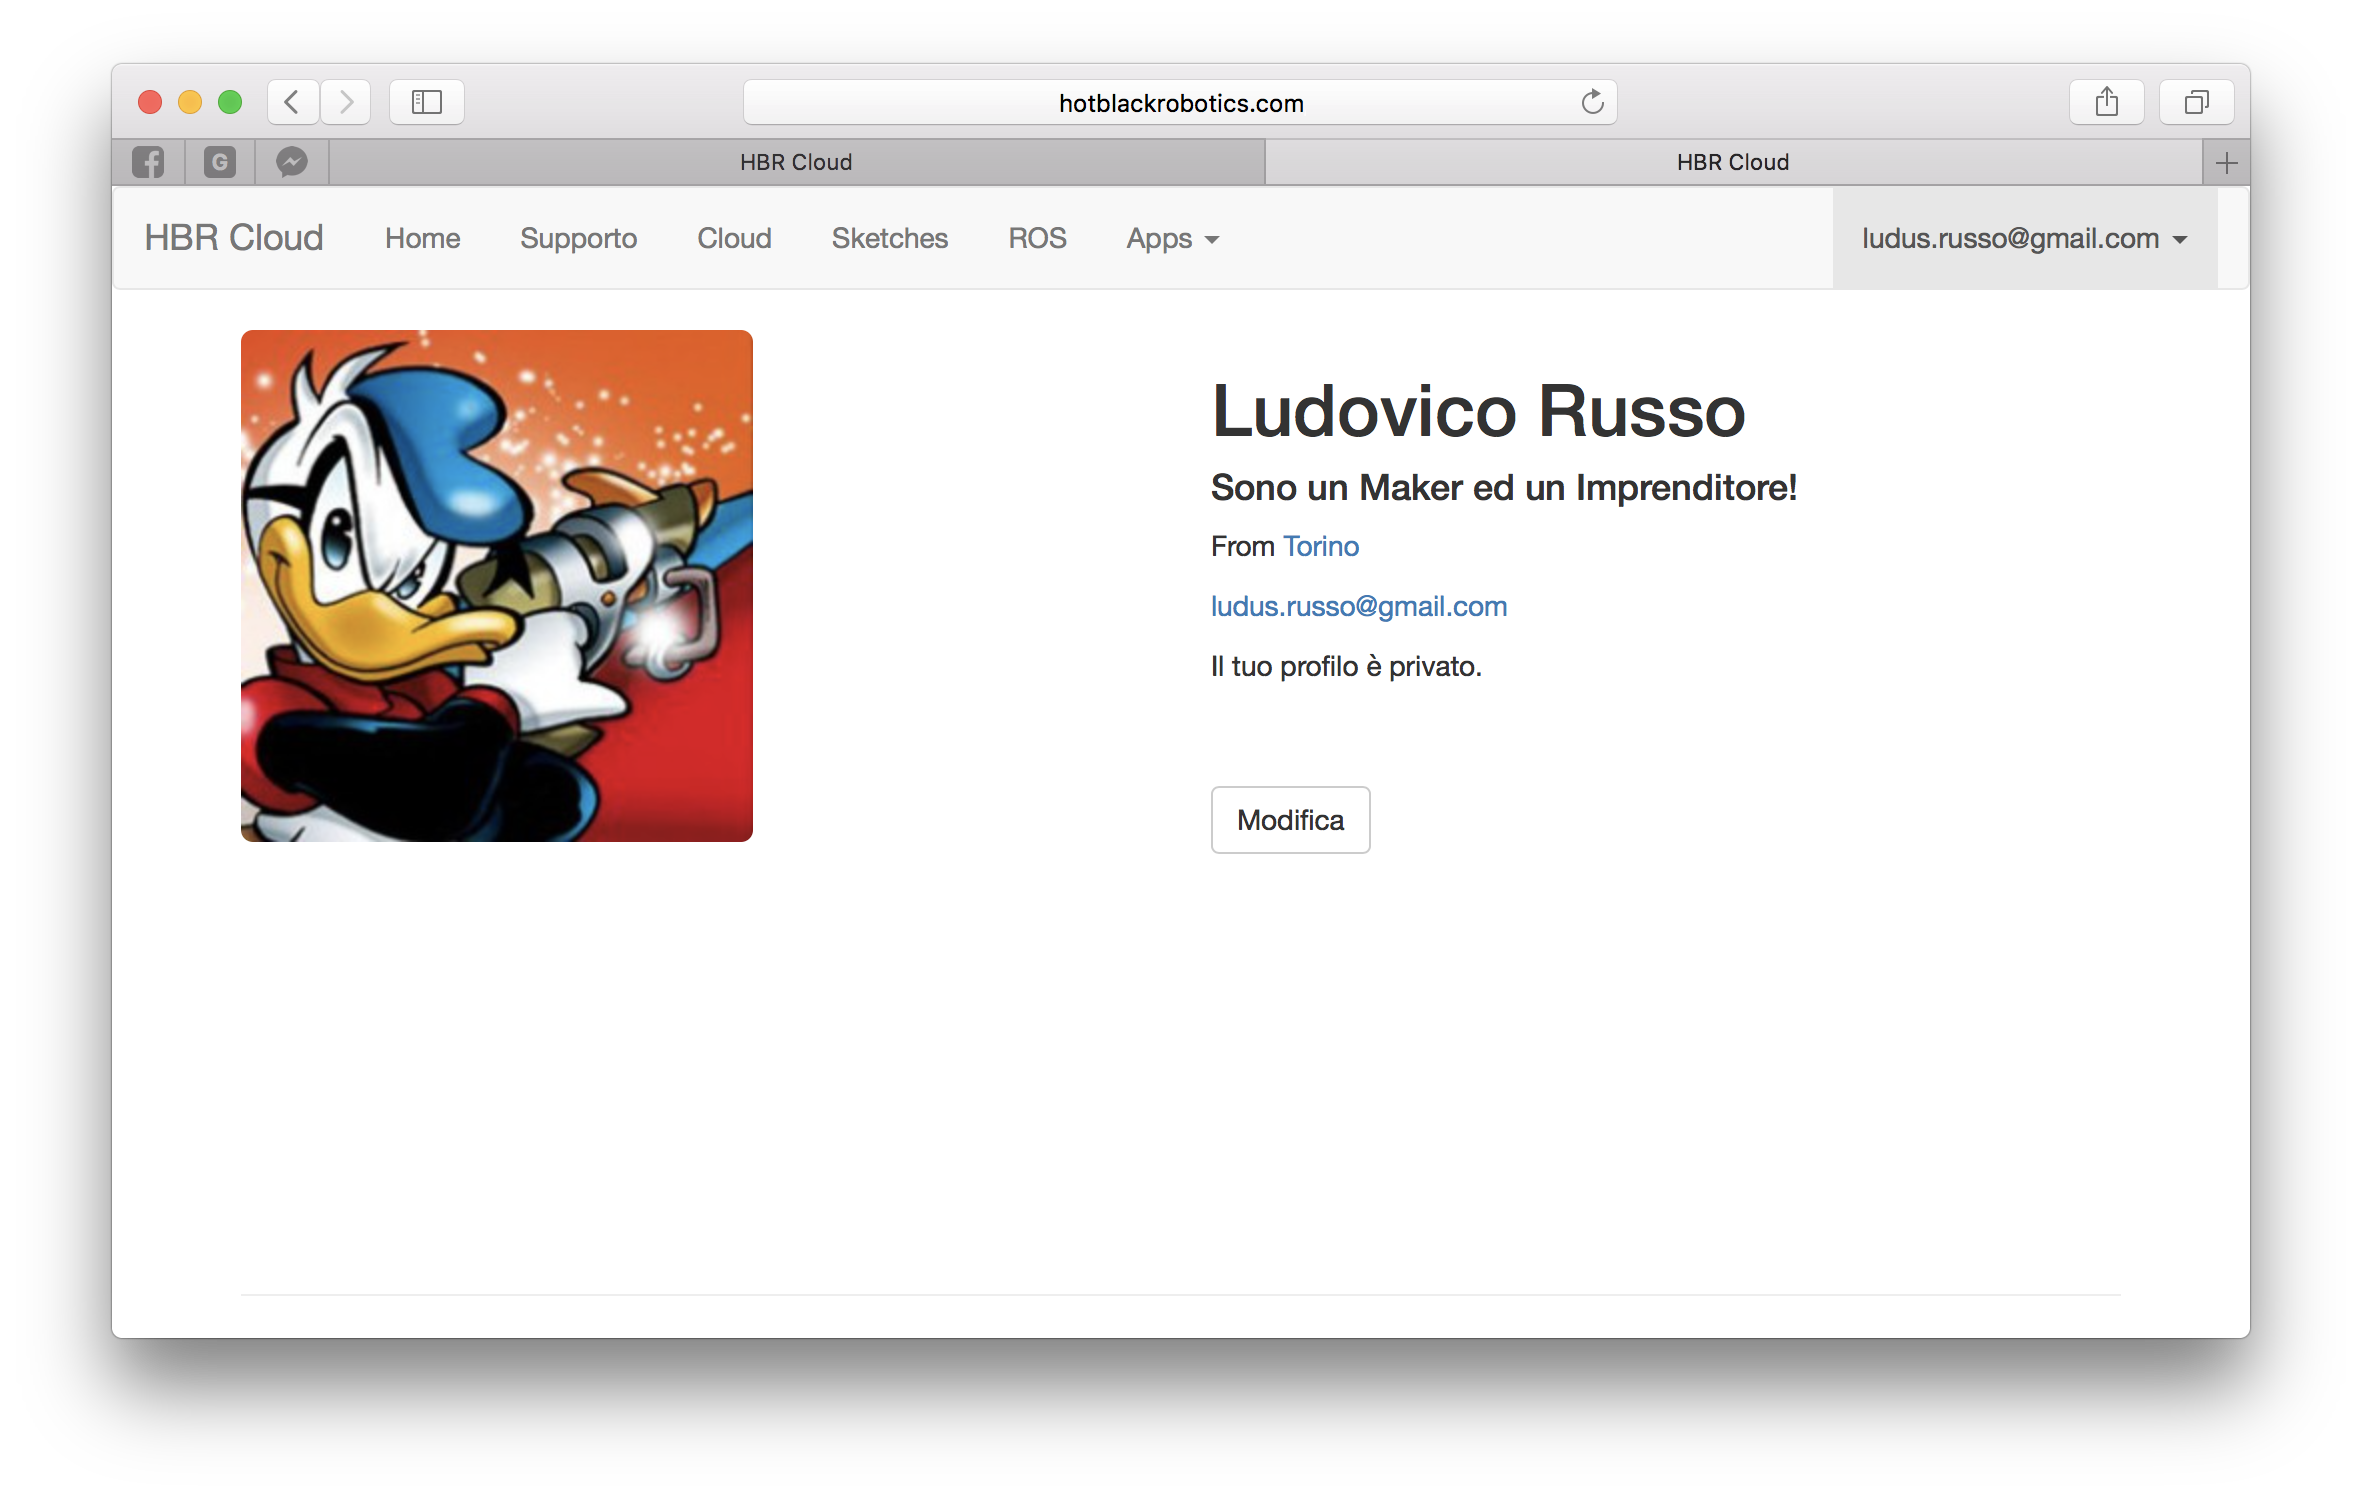 hotblackrobotics.com
G
HBR Cloud
HBR Cloud
HBR Cloud Home Supporto Cloud Sketches ROS Apps ludus.russo@gmail.com
Ludovico Russo
Sono un Maker ed un Imprenditore!
From Torino
ludus.russo@gmail.com
Il tuo profilo è privato.
Modifica